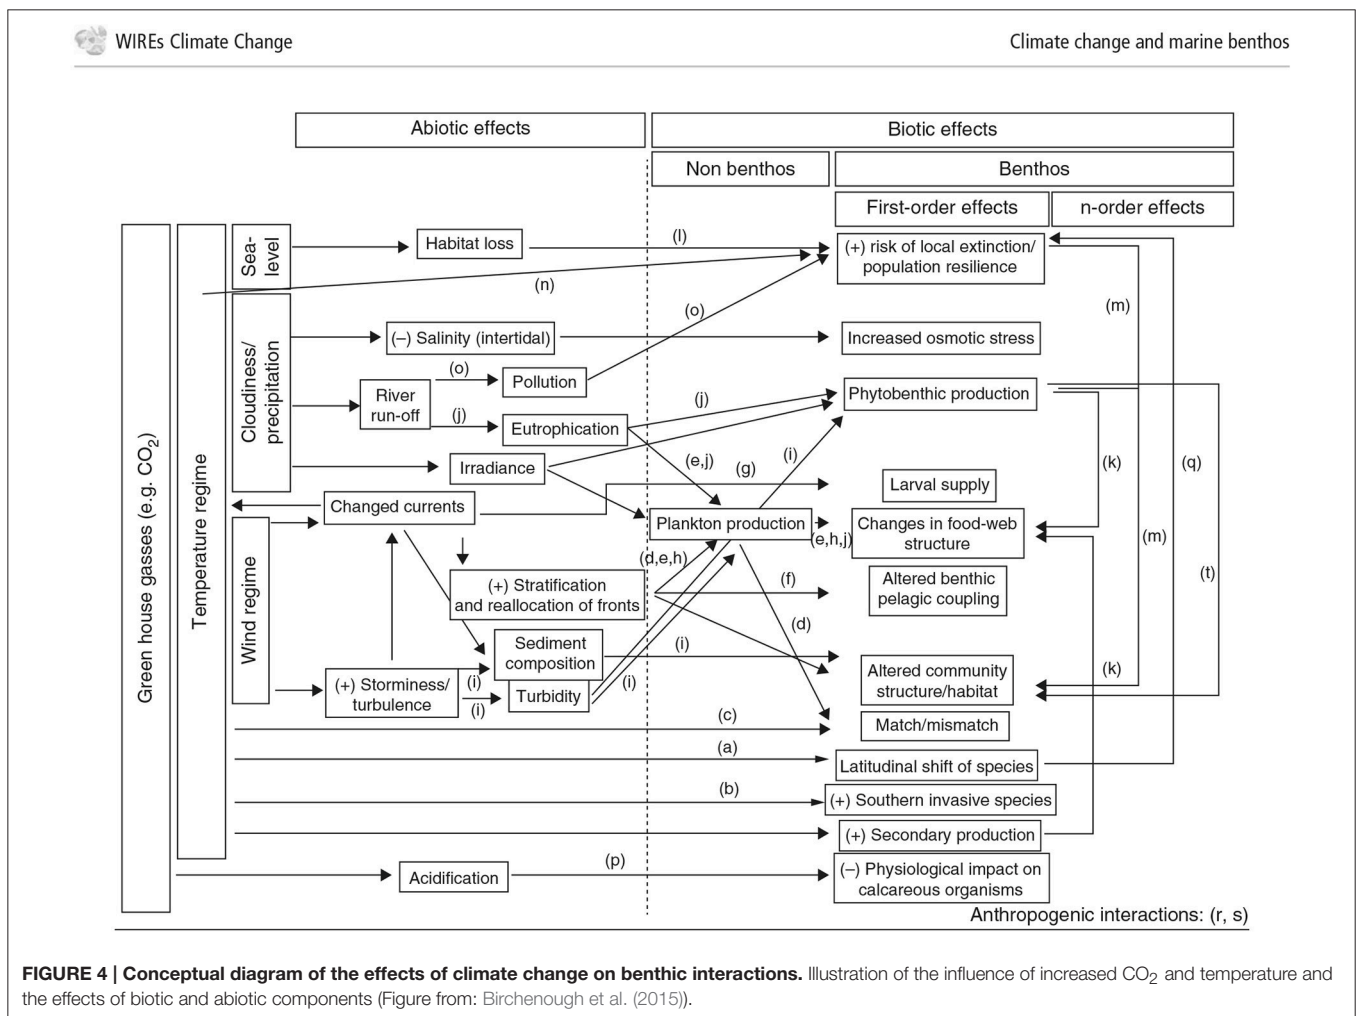 WIREs Climate Change
Climate change and marine benthos
Abiotic effects
Biotic effects
Non benthos
Benthos
First-order effects
n-order effects
Green house gasses (e.g. CO2)
Temperature regime
Sea-
level
Cloudiness/
precipitation
Wind regime
Habitat loss
(l)
(+) risk of local extinction/
population resilience
(n)
(m)
(o)
(–) Salinity (intertidal)
Increased osmotic stress
(o)
River
run-off
Pollution
(j)
Eutrophication
(j)
Phytobenthic production
Irradiance
(e,j)
(g)
(i)
(k)
(q)
Larval supply
Changed currents
Plankton production
(e,h,j)
Changes in food-web
structure
(m)
(d,e,h)
(+) Stratification
and reallocation of fronts
(f)
Altered benthic
pelagic coupling
(t)
(d)
Sediment
composition
(i)
Altered community
structure/habitat
(k)
(+) Storminess/
turbulence
(i)
(i)
Turbidity
(i)
(c)
Match/mismatch
(a)
Latitudinal shift of species
(b)
(+) Southern invasive species
(+) Secondary production
Acidification
(p)
(–) Physiological impact on
calcareous organisms
Anthropogenic interactions: (r, s)
FIGURE 4 | Conceptual diagram of the effects of climate change on benthic interactions. Illustration of the influence of increased CO2 and temperature and
the effects of biotic and abiotic components (Figure from: Birchenough et al. (2015)).